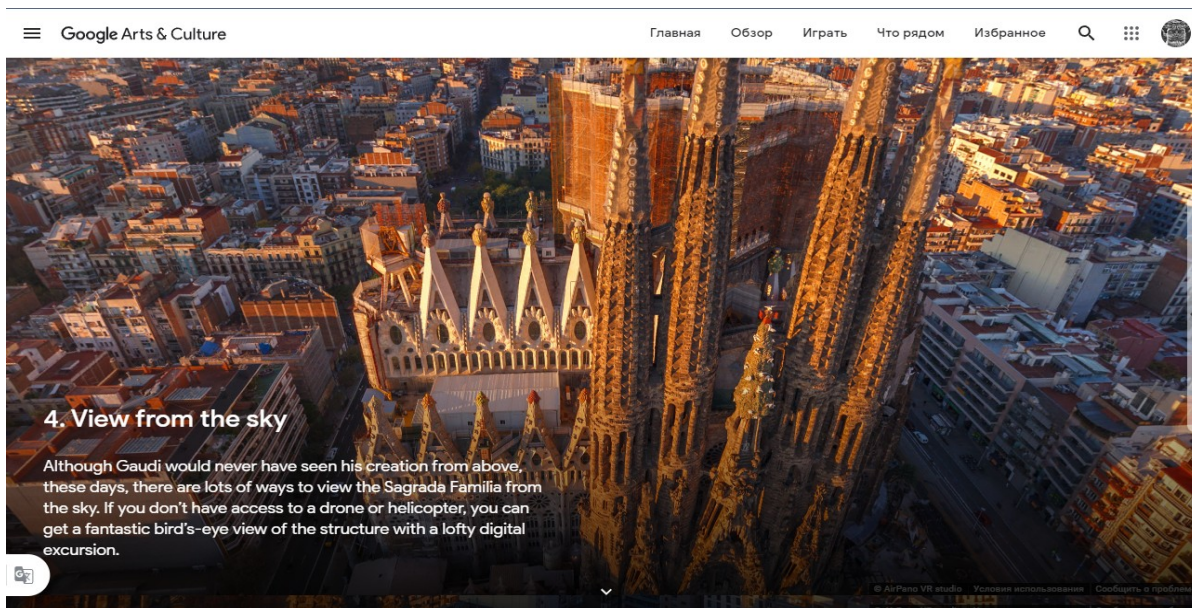 Google Arts & Culture
Главная Обзор Играть Что рядом Избранное
4. View from the sky
Although Gaudi would never have seen his creation from above,
these days, there are lots of ways to view the Sagrada Familia from
the sky. If you don't have access to a drone or helicopter, you can
get a fantastic bird's-eye view of the structure with a lofty digital
excursion.
© AirPano VR studio Условия использования Сообщить о проблеме